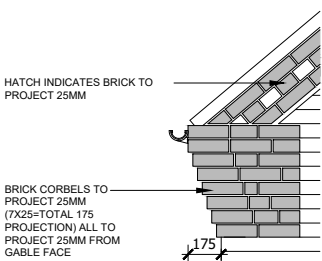 HATCH INDICATES BRICK TO
PROJECT 25MM
BRICK CORBELS TO
PROJECT 25MM
(7X25=TOTAL 175
PROJECTION) ALL TO
PROJECT 25MM FROM
GABLE FACE
175